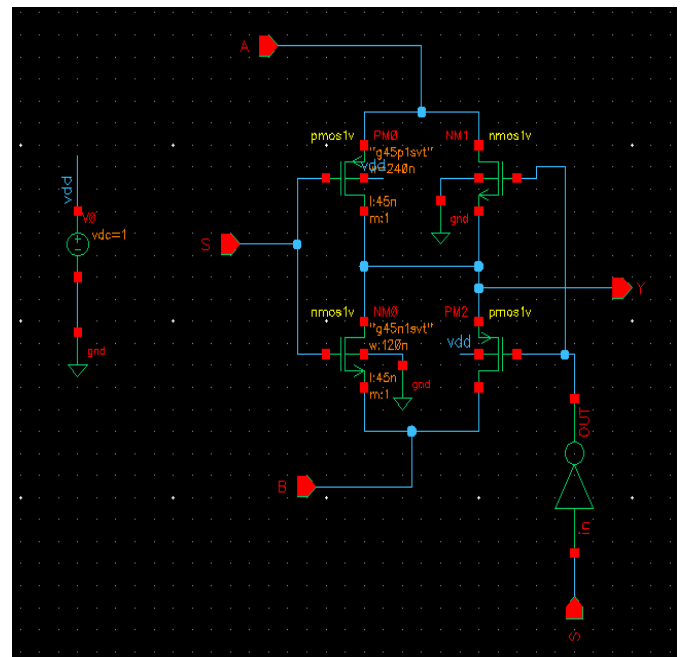 A
pmos1v PM0 NM1 nmos1v
"g45p1svt"
vdd
w:240n
vdd
V0
l:45n
m:1
gnd
vdc=1
S
Y
nmos1v NM0 PM2 pmos1v
"g45n1svt"
w:120n
vdd
gnd
l:45n
m:1
gnd
OUT
B
in
S